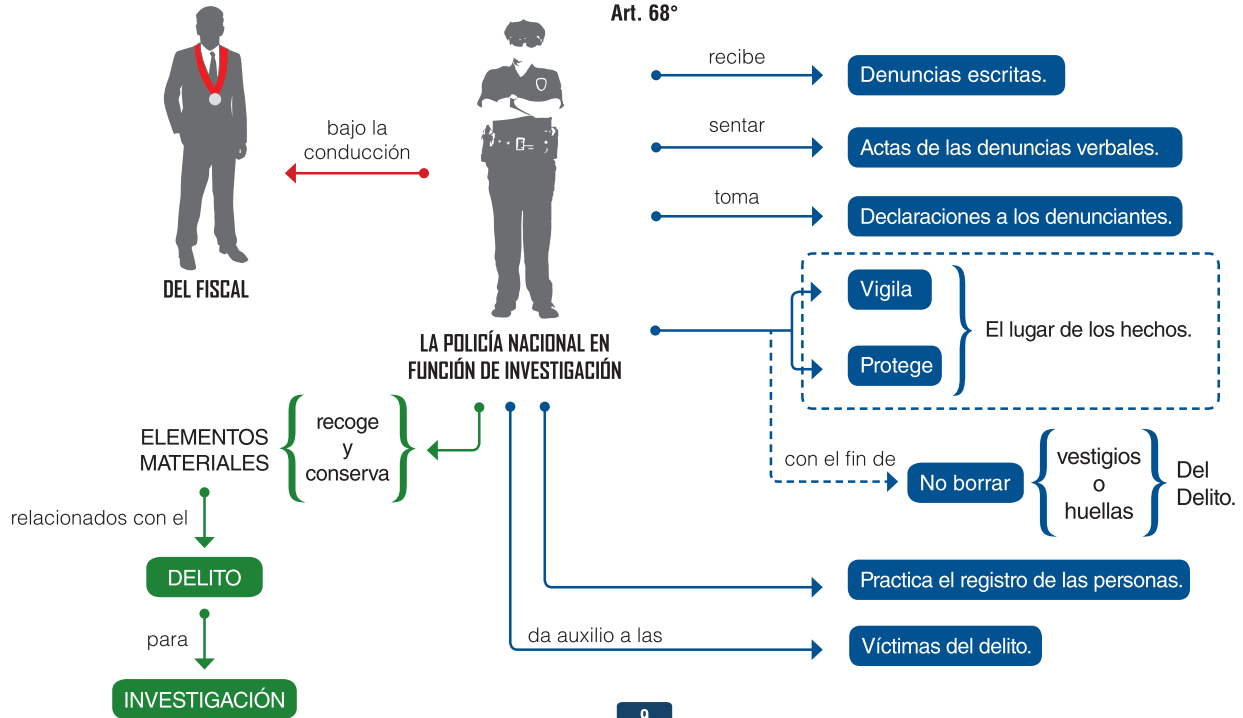 Art. 68°
recibe
Denuncias escritas.
sentar
Actas de las denuncias verbales.
toma
Declaraciones a los denunciantes.
bajo la
conducción
DEL FISCAL
LA POLICÍA NACIONAL EN
FUNCIÓN DE INVESTIGACIÓN
Vigila
Protege
El lugar de los hechos.
con el fin de
No borrar
vestigios
o
huellas
Del
Delito.
recoge
y
conserva
ELEMENTOS
MATERIALES
relacionados con el
DELITO
para
INVESTIGACIÓN
Practica el registro de las personas.
da auxilio a las
Víctimas del delito.
9